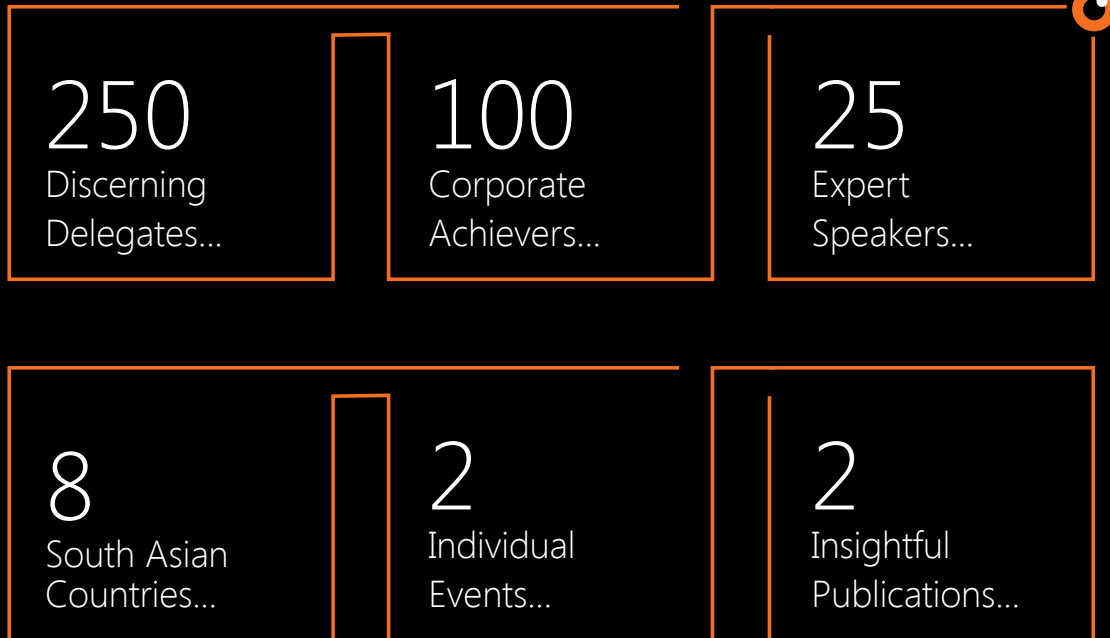 250
Discerning
Delegates...
100
Corporate
Achievers...
25
Expert
Speakers...
8
South Asian
Countries...
2
Individual
Events...
2
Insightful
Publications...